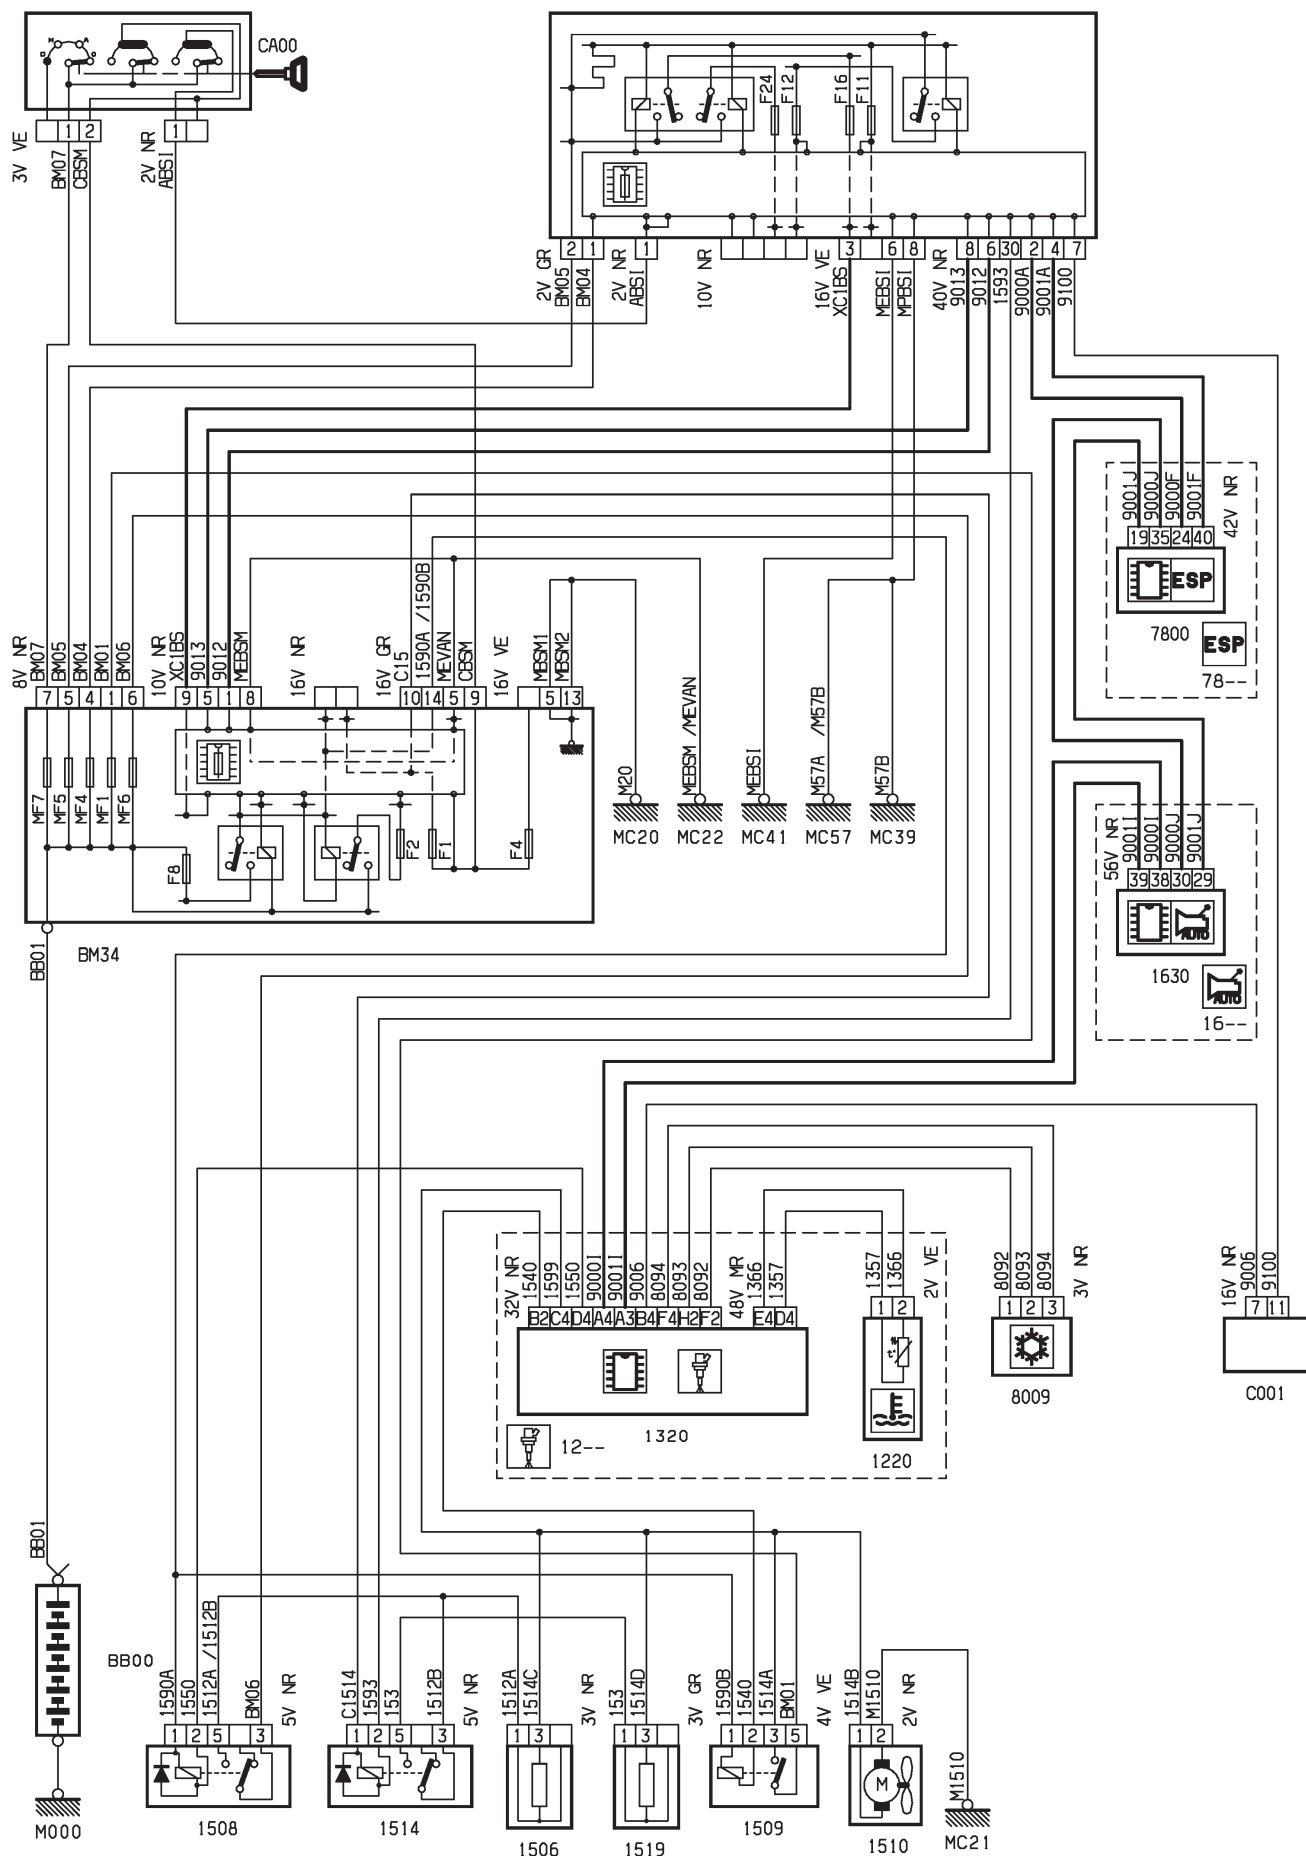 CA00
1 2
1
3V VE
BM07
CBSM
2V NR
ABSI
F24
F12
F16
F11
2 1
1
3
6 8
8 6 30 2 4 7
2V GR
BM05
BM04
2V NR
ABSI
10V NR
16V VE
XC1BS
MEBSI
MPBSI
40V NR
9013
9012
1593
9000A
9001A
9100
9001J
9000J
9000F
9001F
42V NR
19 35 24 40
ESP
7800
ESP
78--
8V NR
BM07
BM05
BM04
BM01
BM06
10V NR
XC1BS
9013
9012
MEBSM
16V NR
16V GR
C15
1590A /1590B
MEVAN
CBSM
16V VE
MBSM1
MBSM2
7 5 4 1 6
9 5 1 8
10 14 5 9
5 13
MF7
MF5
MF4
MF1
MF6
F8
F2
F1
F4
BM34
BB01
M20
MEBSM /MEVAN
MEBSI
M57A /M57B
M57B
MC20
MC22
MC41
MC57
MC39
56V NR
9001I
9000I
9000J
9001J
39 38 30 29
AUTO
1630
AUTO
16--
32V NR
1540
1599
1550
9000I
9001I
9006
8094
8093
8092
48V MR
1366
1357
B2 C4 D4 A4 A3 B4 F4 H2 F2
E4 D4
1320
12--
1357
1366
2V VE
1 2
t°
1220
8092
8093
8094
3V NR
1 2 3
8009
16V NR
9006
9100
7 11
C001
BB01
BB00
M000
1590A
1550
1512A /1512B
BM06
5V NR
1 2 5 3
1508
C1514
1593
153
1512B
5V NR
1 2 5 3
1514
1512A
1514C
3V NR
1 3
1506
153
1514D
3V GR
1 3
1519
1590B
1540
1514A
BM01
4V VE
1 2 3 5
1509
1514B
M1510
2V NR
1 2
M
1510
M1510
MC21